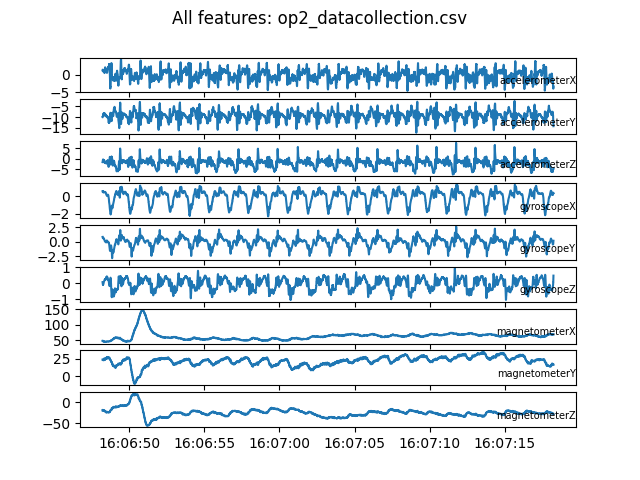 All features: op2_datacollection.csv
0
−5
accelerometerX
−5
−10
−15
accelerometerY
5
0
−5
accelerometerZ
0
−2
gyroscopeX
2.5
0.0
−2.5
gyroscopeY
1
0
−1
gyroscopeZ
150
100
50
magnetometerX
25
0
magnetometerY
0
−50
magnetometerZ
16:06:50 16:06:55 16:07:00 16:07:05 16:07:10 16:07:15